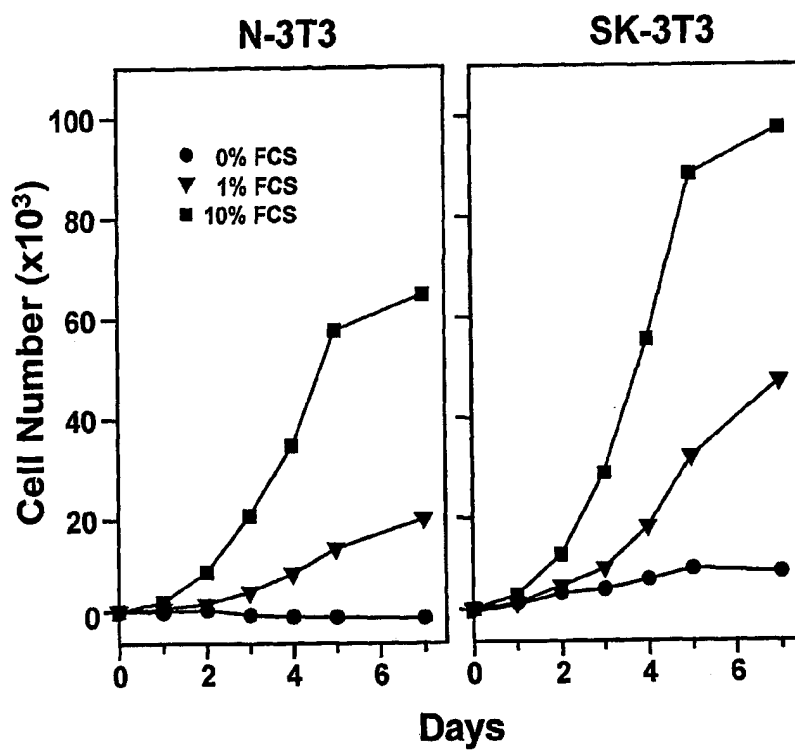 N-3T3
SK-3T3
Cell Number (x10³)
100
80
60
40
20
0
0% FCS
1% FCS
10% FCS
0 2 4 6
0 2 4 6
Days